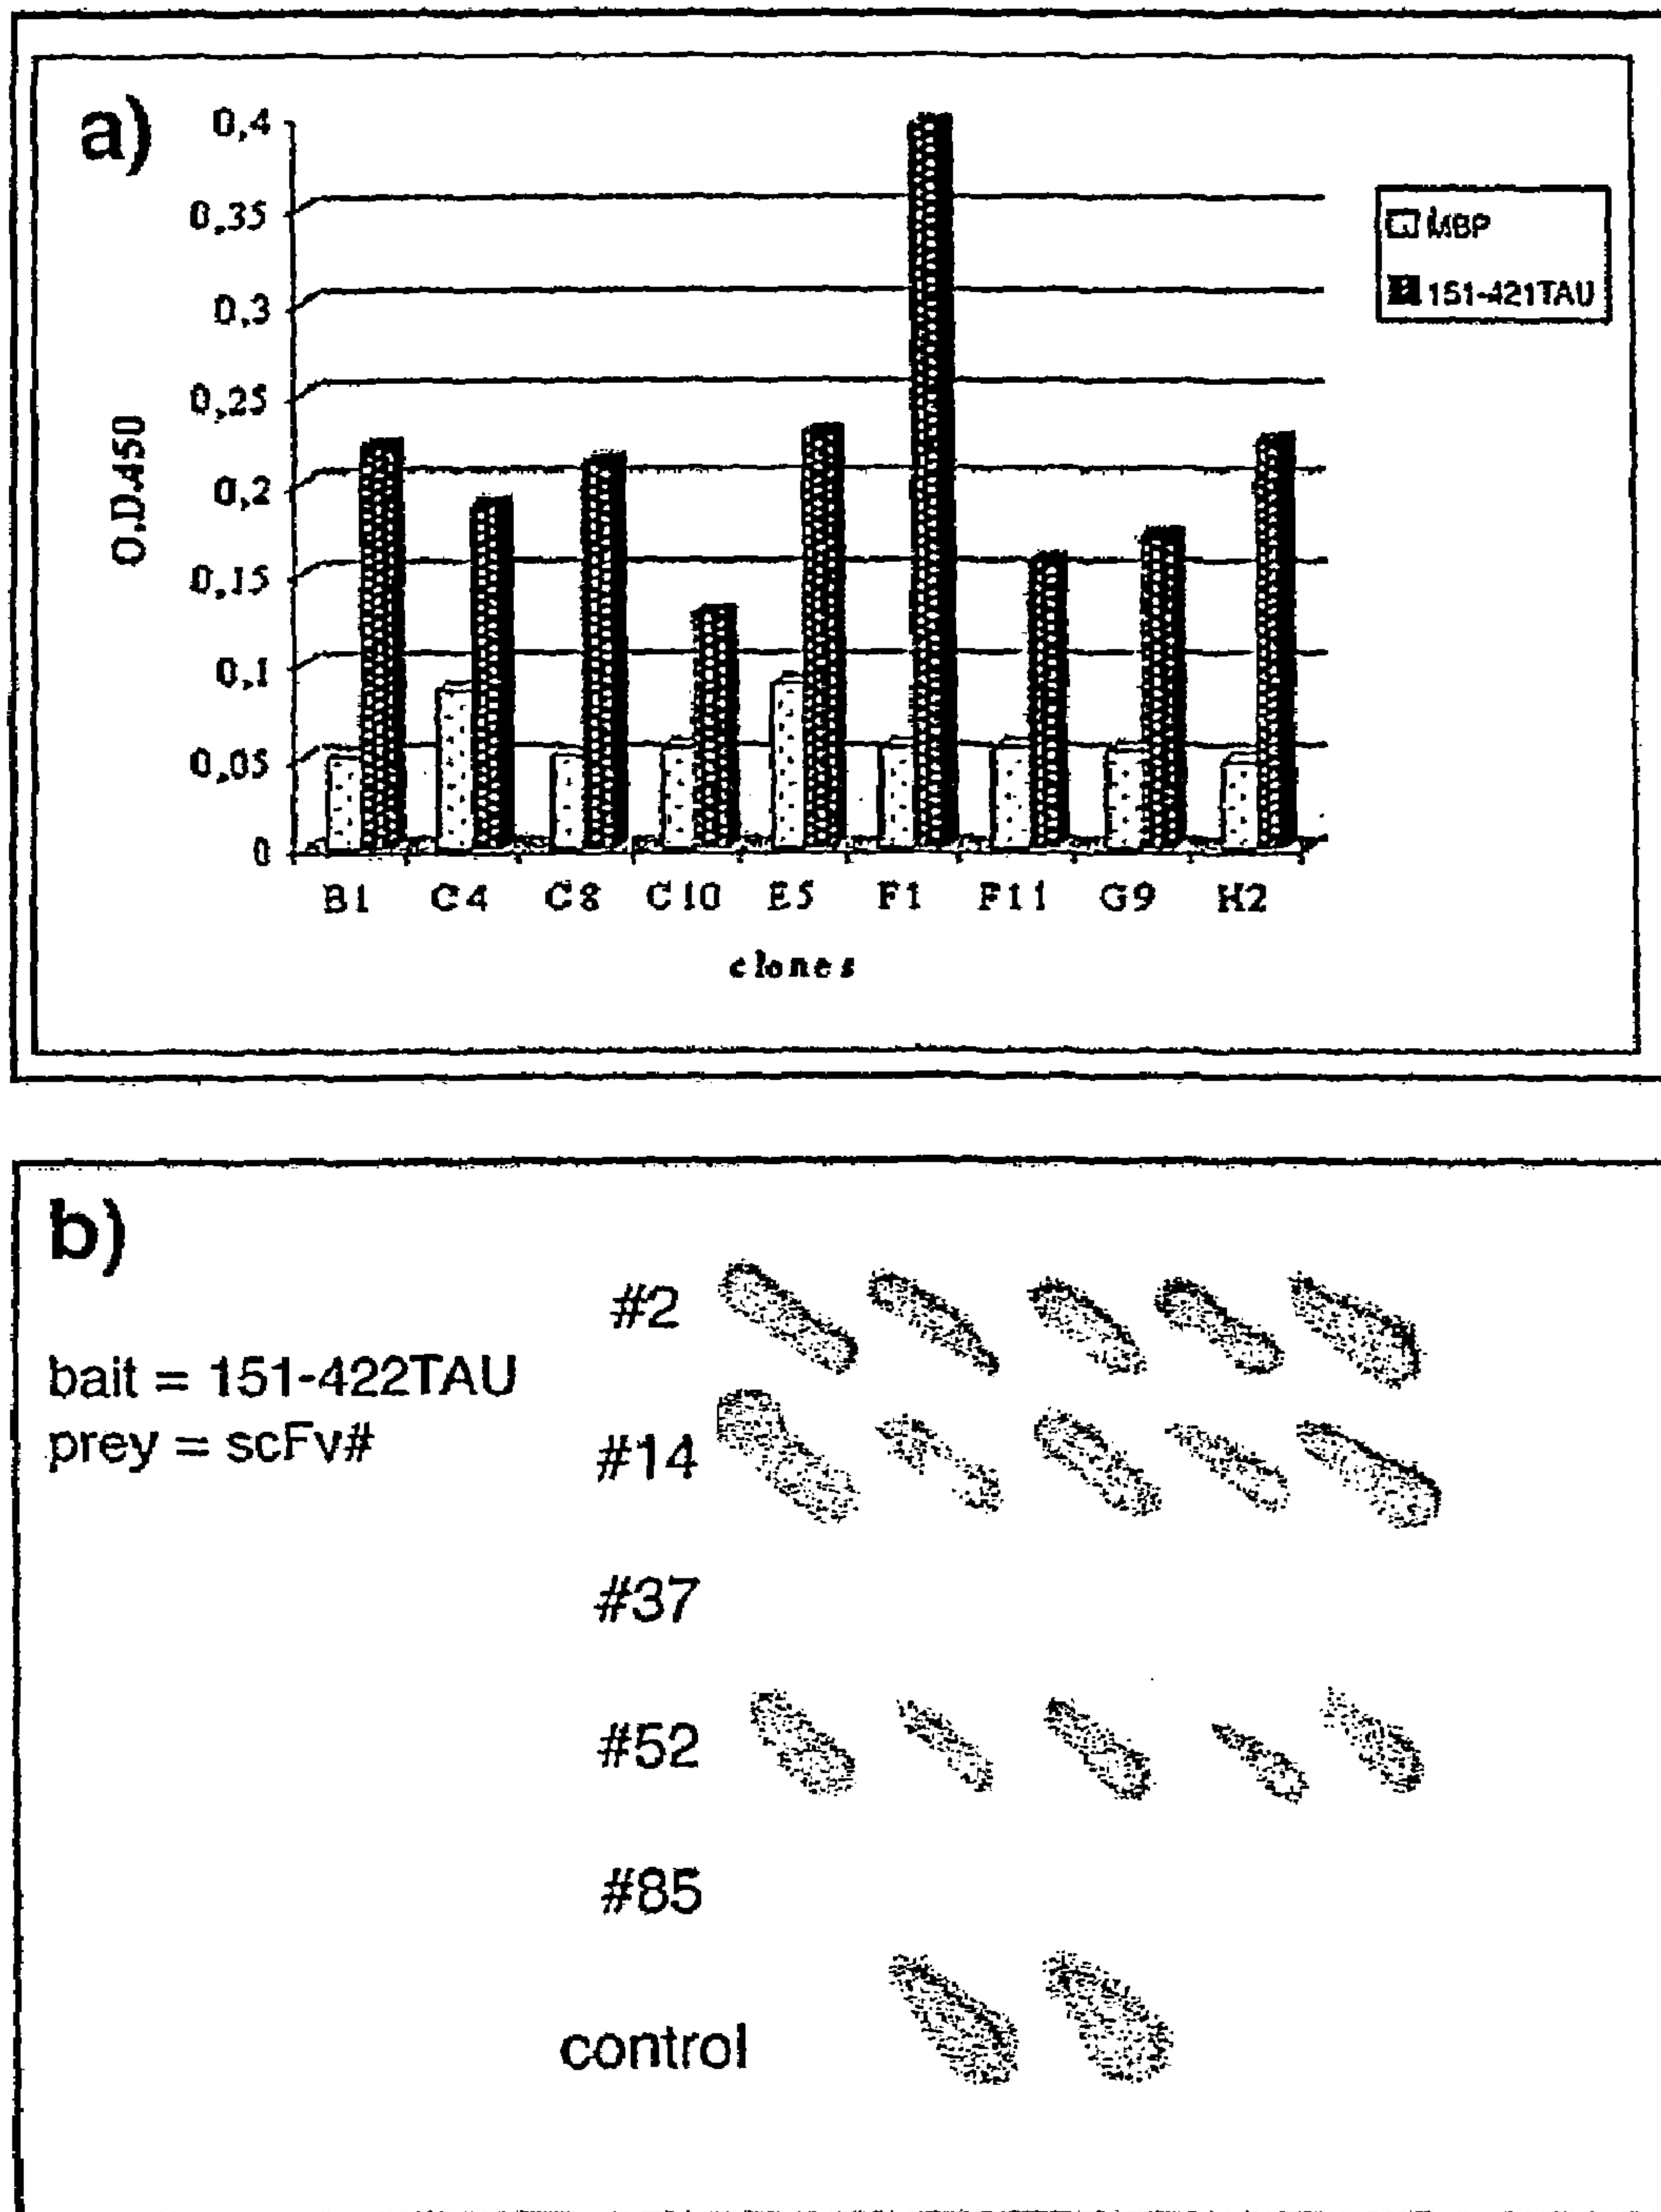 a)
0,4
0,35
0,3
0,25
0,2
0,15
0,1
0,05
0
O.D.450
B1 C4 C8 C10 E5 F1 F11 G9 H2
clones
MBP
151-421TAU
b)
bait = 151-422TAU
prey = scFv#
#2
#14
#37
#52
#85
control